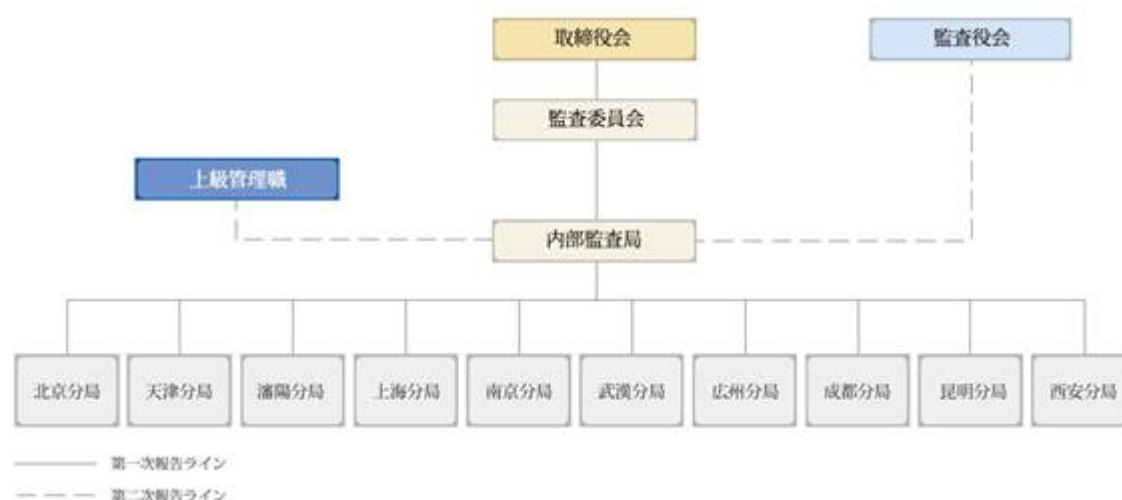 取締役会
監査役会
監査委員会
上級管理職
内部監査局
北京分局
天津分局
瀋陽分局
上海分局
南京分局
武漢分局
広州分局
成都分局
昆明分局
西安分局
第一次報告ライン
第二次報告ライン